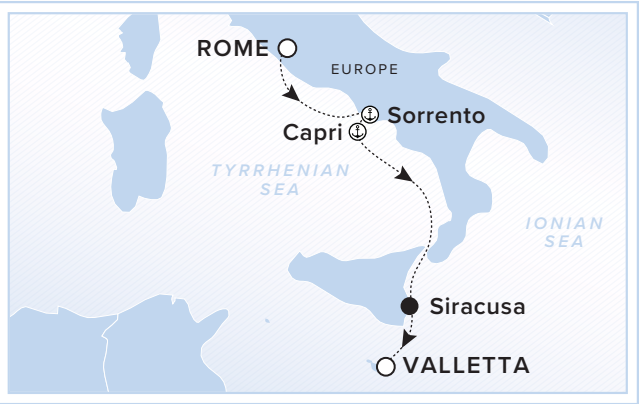 ROME
EUROPE
Sorrento
Capri
TYRRHENIAN
SEA
IONIAN
SEA
Siracusa
VALLETTA